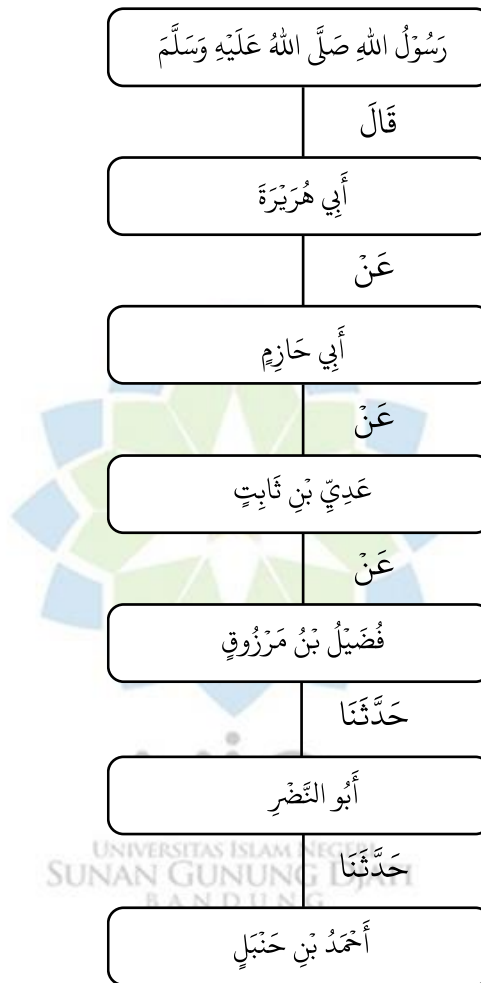 رَسُوْلُ اللهِ صَلَّى اللهُ عَلَيْهِ وَسَلَّمَ
قَالَ
أَبِي هُرَيْرَةَ
عَنْ
أَبِي حَازِمٍ
عَنْ
عَدِيِّ بْنِ ثَابِتٍ
عَنْ
فُضَيْلُ بْنُ مَرْزُوقٍ
حَدَّثَنَا
أَبُو النَّضْرِ
UNIVERSITAS ISLAM NEGERI
حَدَّثَنَا
SUNAN GUNUNG DJATI
BANDUNG
أَحْمَدُ بْنِ حَنْبَلٍ